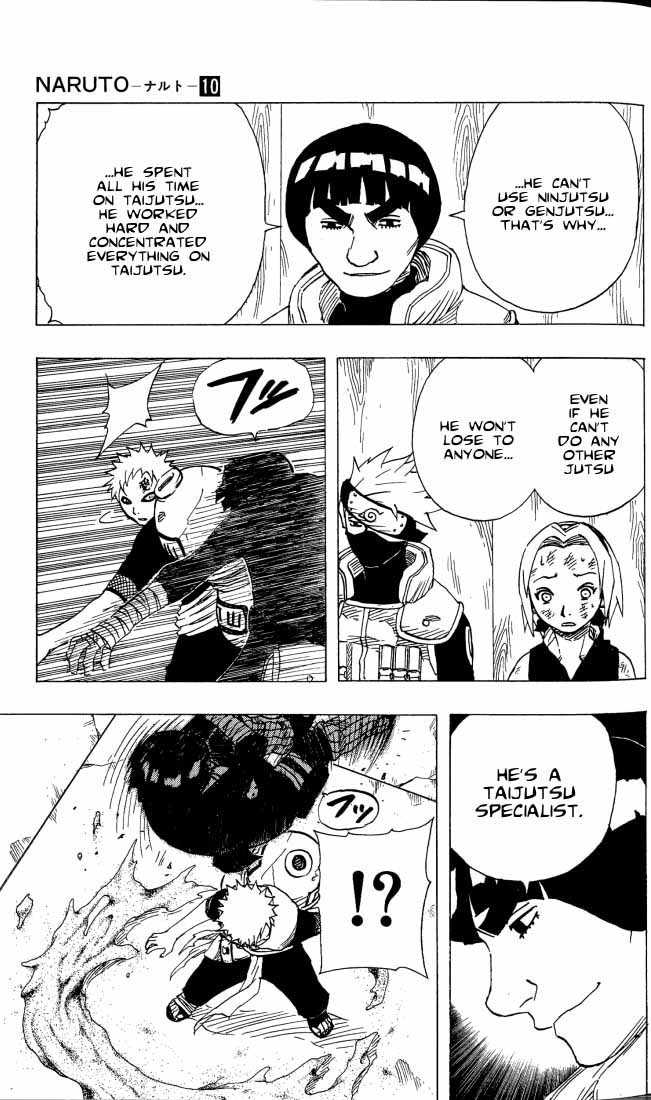 NARUTO—ナルト—10
...HE CAN'T
USE NINJUTSU
OR GENJUTSU...
THAT'S WHY...
...HE SPENT
ALL HIS TIME
ON TAIJUTSU...
HE WORKED
HARD AND
CONCENTRATED
EVERYTHING ON
TAIJUTSU.
EVEN
IF HE
CAN'T
DO ANY
OTHER
JUTSU
HE WON'T
LOSE TO
ANYONE...
フッ
HE'S A
TAIJUTSU
SPECIALIST.
フッ
!?